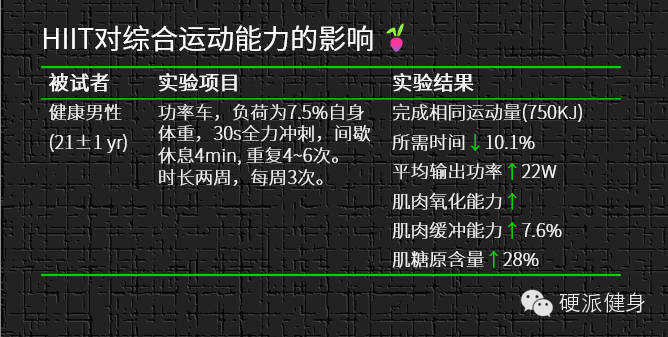 HIIT对综合运动能力的影响
被试者 实验项目 实验结果
健康男性
(21±1 yr)
功率车，负荷为7.5%自身
体重，30s全力冲刺，间歇
休息4min, 重复4~6次。
时长两周，每周3次。
完成相同运动量(750KJ)
所需时间↓10.1%
平均输出功率↑22W
肌肉氧化能力↑
肌肉缓冲能力↑7.6%
肌糖原含量↑28%
硬派健身